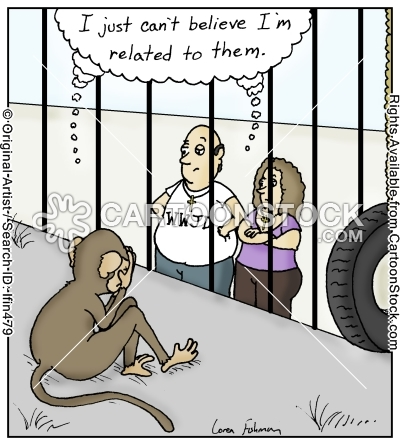 I just can't believe I'm
related to them.
WWJD
CARTOONSTOCK
.COM
Loren Fishman
© Original Artist / Search ID: lfin479
Rights Available from CartoonStock.com